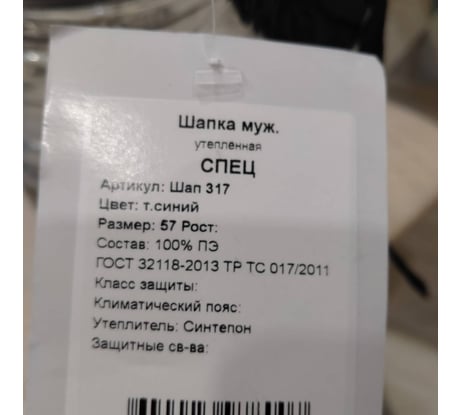 Шапка муж.
утепленная
СПЕЦ
Артикул: Шап 317
Цвет: т.синий
Размер: 57 Рост:
Состав: 100% ПЭ
ГОСТ 32118-2013 ТР ТС 017/2011
Класс защиты:
Климатический пояс:
Утеплитель: Синтепон
Защитные св-ва: